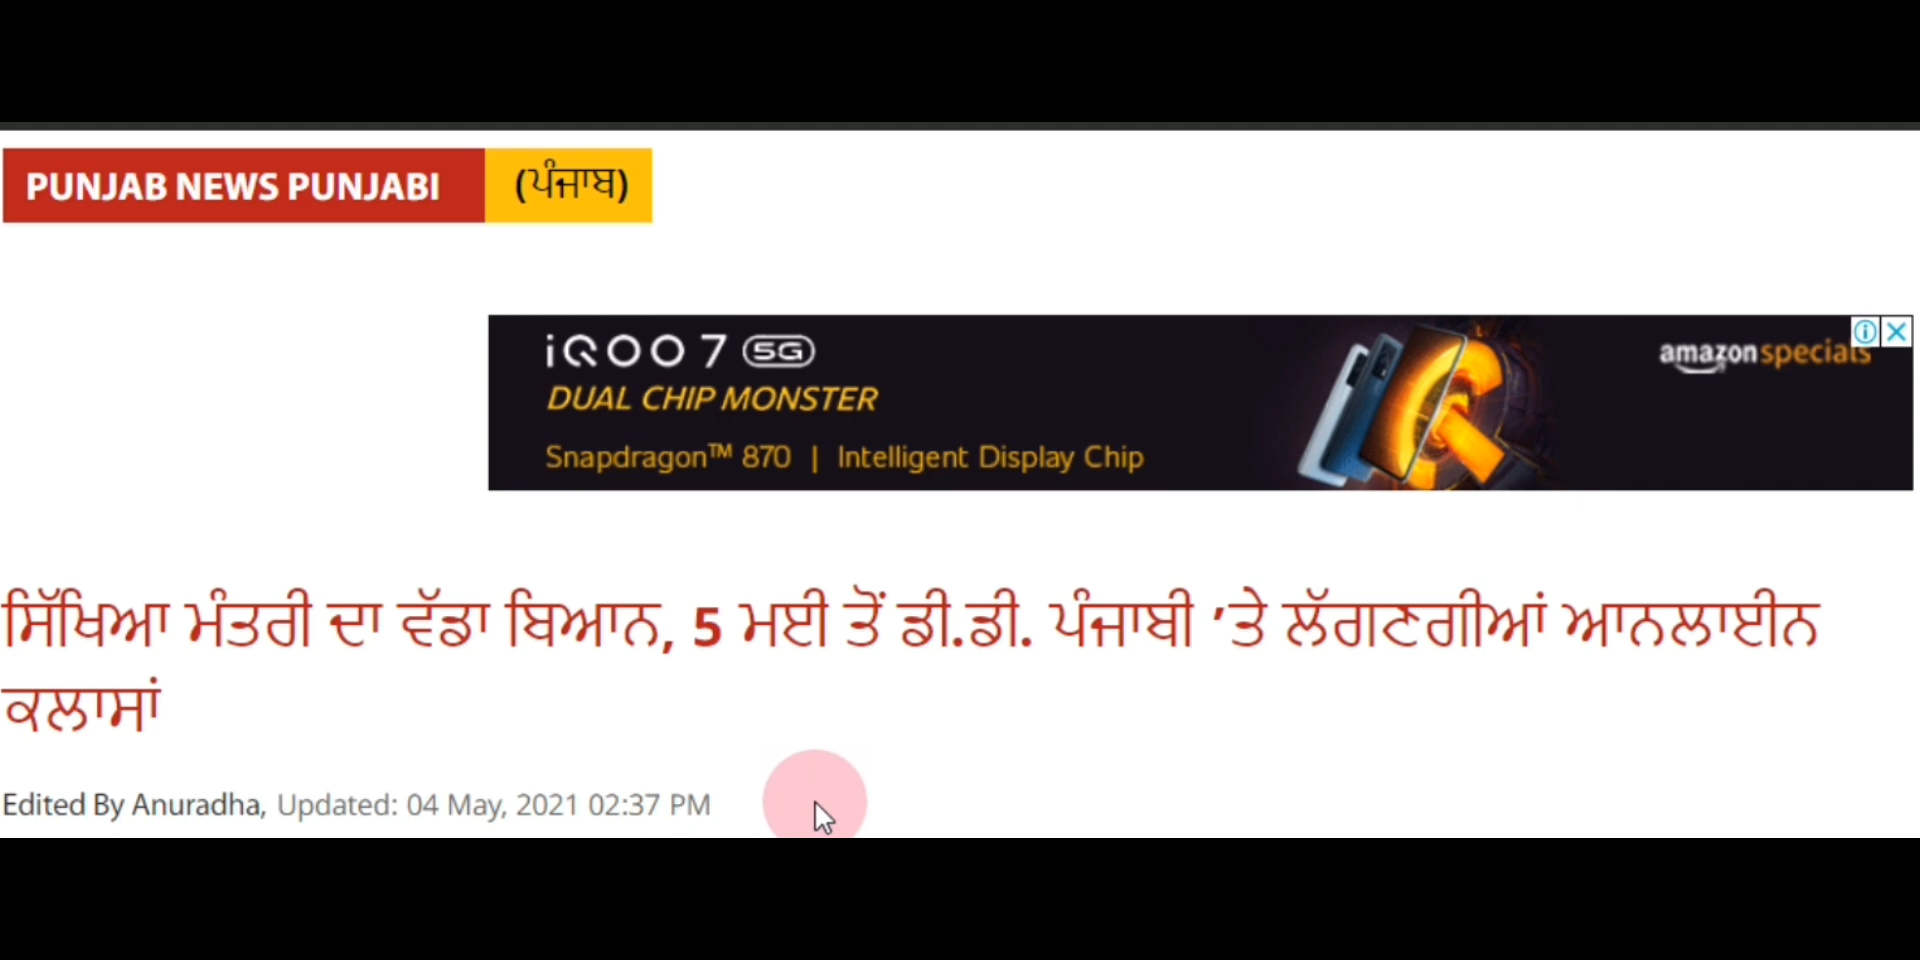 PUNJAB NEWS PUNJABI (ਪੰਜਾਬ)
iQOO 7 5G
amazon specials
DUAL CHIP MONSTER
Snapdragon™ 870 | Intelligent Display Chip
ਸਿੱਖਿਆ ਮੰਤਰੀ ਦਾ ਵੱਡਾ ਬਿਆਨ, 5 ਮਈ ਤੋਂ ਡੀ.ਡੀ. ਪੰਜਾਬੀ ’ਤੇ ਲੱਗਣਗੀਆਂ ਆਨਲਾਈਨ
ਕਲਾਸਾਂ
Edited By Anuradha, Updated: 04 May, 2021 02:37 PM